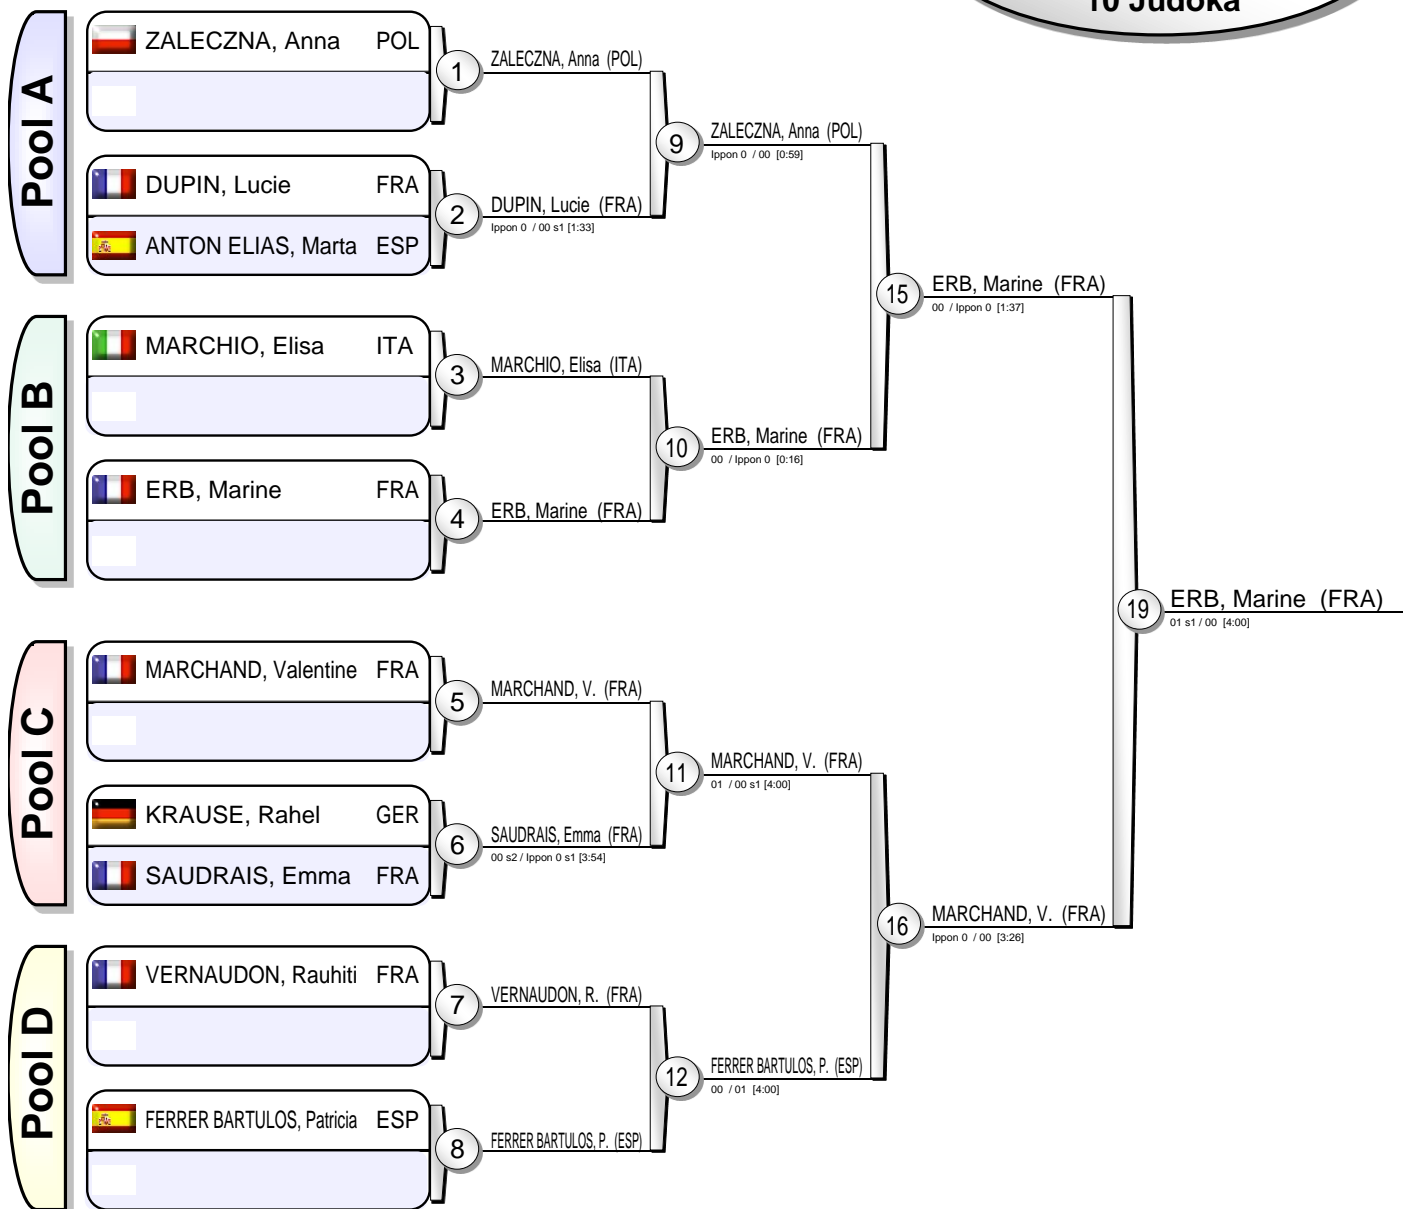 10 Judoka
Pool A
ZALECZNA, Anna POL
1
ZALECZNA, Anna (POL)
DUPIN, Lucie FRA
ANTON ELIAS, Marta ESP
2
DUPIN, Lucie (FRA)
Ippon 0 / 00 s1 [1:33]
9
ZALECZNA, Anna (POL)
Ippon 0 / 00 [0:59]
Pool B
MARCHIO, Elisa ITA
3
MARCHIO, Elisa (ITA)
ERB, Marine FRA
4
ERB, Marine (FRA)
10
ERB, Marine (FRA)
00 / Ippon 0 [0:16]
15
ERB, Marine (FRA)
00 / Ippon 0 [1:37]
Pool C
MARCHAND, Valentine FRA
5
MARCHAND, V. (FRA)
KRAUSE, Rahel GER
SAUDRAIS, Emma FRA
6
SAUDRAIS, Emma (FRA)
00 s2 / Ippon 0 s1 [3:54]
11
MARCHAND, V. (FRA)
01 / 00 s1 [4:00]
Pool D
VERNAUDON, Rauhiti FRA
7
VERNAUDON, R. (FRA)
FERRER BARTULOS, Patricia ESP
8
FERRER BARTULOS, P. (ESP)
12
FERRER BARTULOS, P. (ESP)
00 / 01 [4:00]
16
MARCHAND, V. (FRA)
Ippon 0 / 00 [3:26]
19
ERB, Marine (FRA)
01 s1 / 00 [4:00]